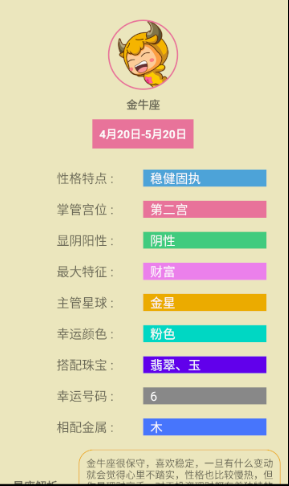 金牛座
4月20日-5月20日
性格特点： 稳健固执
掌管宫位： 第二宫
显阴阳性： 阴性
最大特征： 财富
主管星球： 金星
幸运颜色： 粉色
搭配珠宝： 翡翠、玉
幸运号码： 6
相配金属： 木
金牛座很保守，喜欢稳定，一旦有什么变动
就会觉得心里不踏实，性格也比较慢热，但